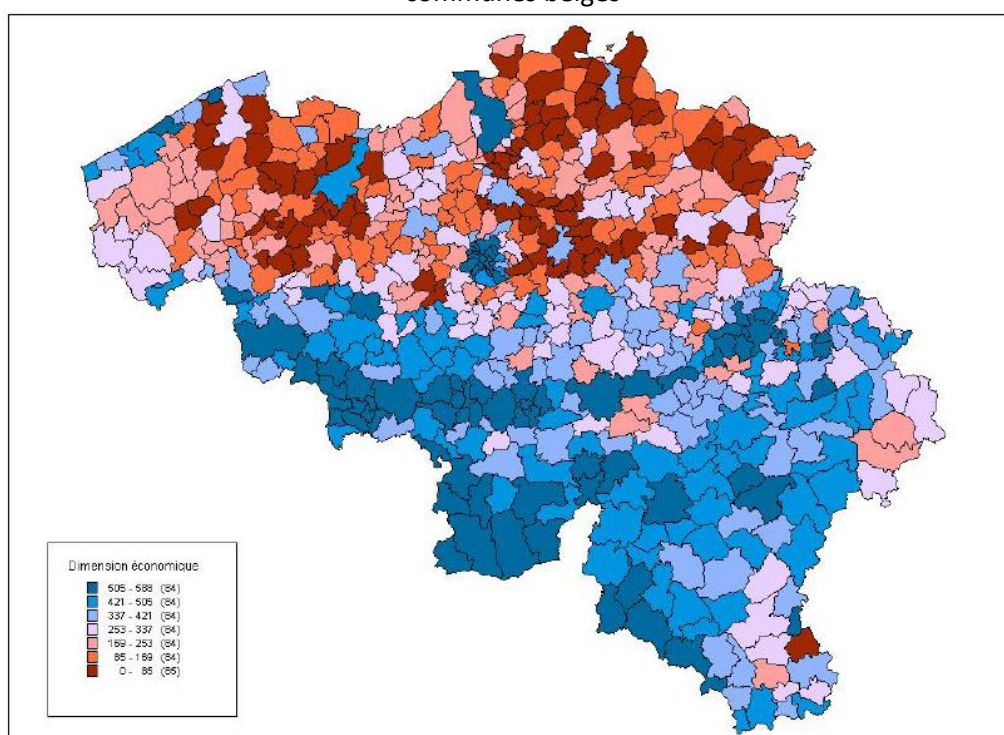 communes belges
Dimension économique
505 - 588 (84)
421 - 505 (84)
337 - 421 (84)
253 - 337 (84)
169 - 253 (84)
85 - 169 (84)
0 - 85 (85)